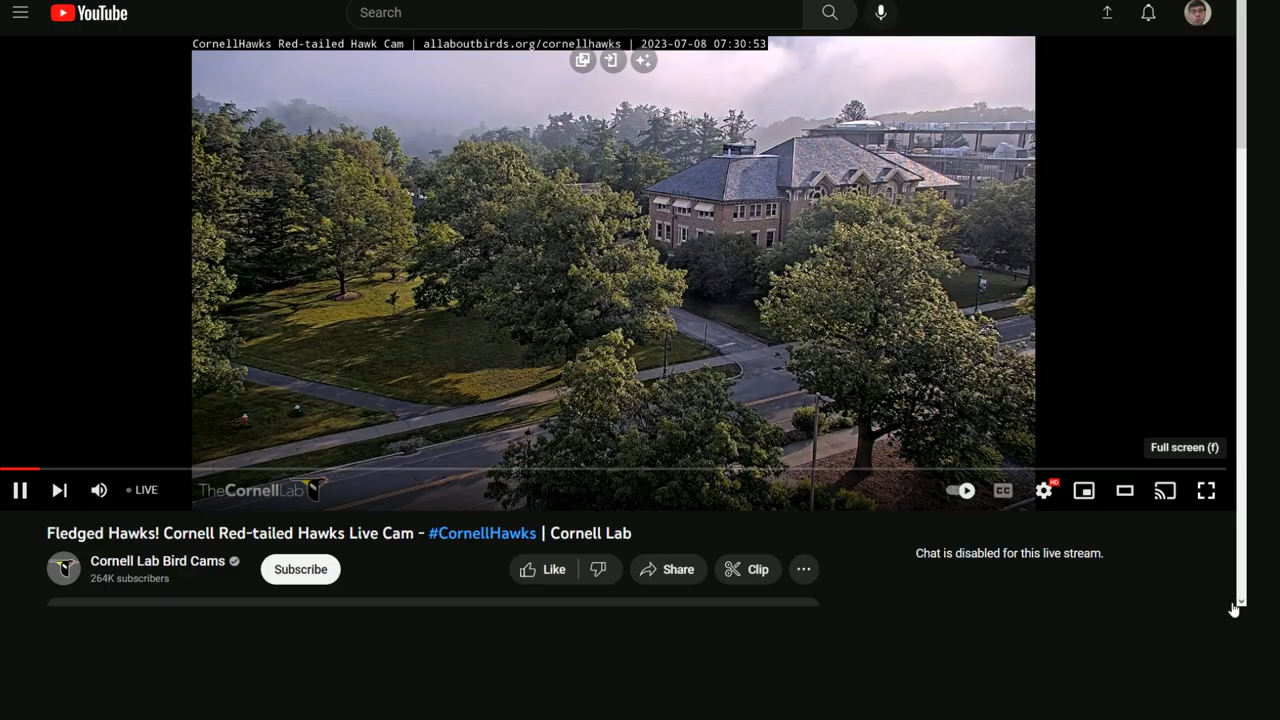 YouTube
Search
CornellHawks Red-tailed Hawk Cam | allaboutbirds.org/cornellhawks | 2023-07-08 07:30:53
Full screen (f)
LIVE
TheCornellLab
CC
HD
Fledged Hawks! Cornell Red-tailed Hawks Live Cam - #CornellHawks | Cornell Lab
Cornell Lab Bird Cams
264K subscribers
Subscribe
Like
Share
Clip
Chat is disabled for this live stream.